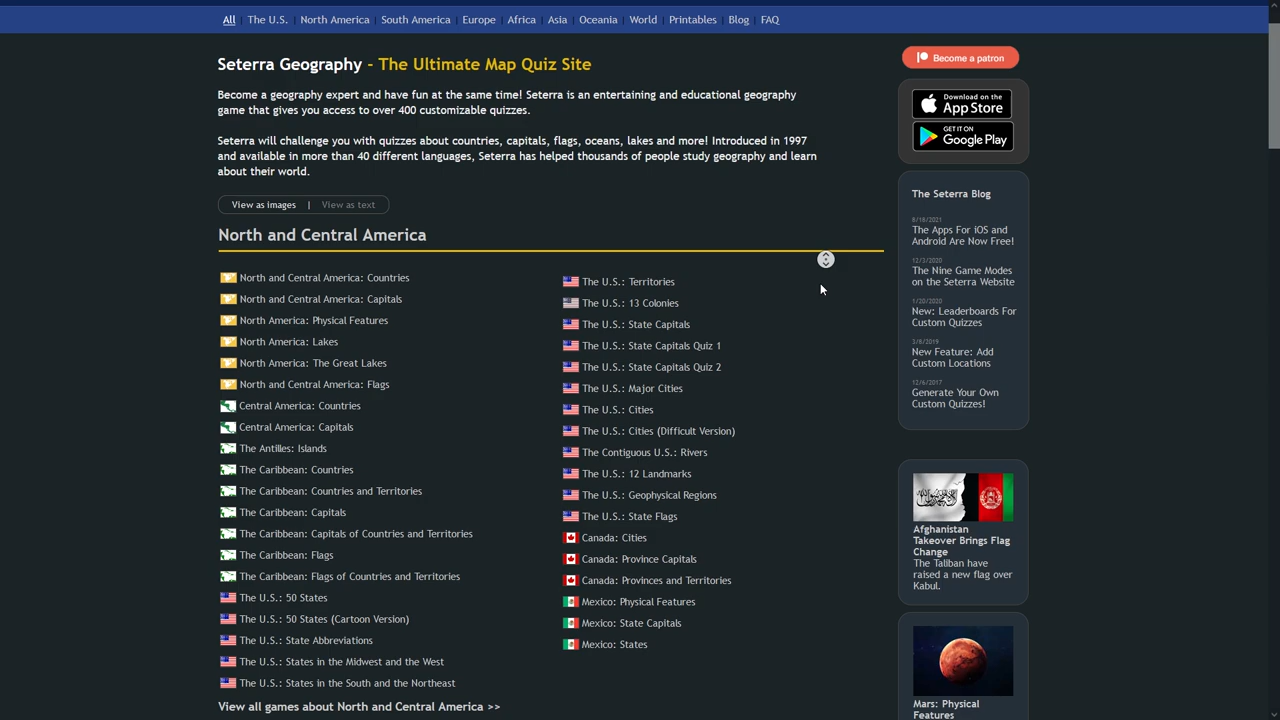 All
The U.S.
North America
South America
Europe
Africa
Asia
Oceania
World
Printables
Blog
FAQ
Seterra Geography - The Ultimate Map Quiz Site
Become a geography expert and have fun at the same time! Seterra is an entertaining and educational geography
game that gives you access to over 400 customizable quizzes.
Seterra will challenge you with quizzes about countries, capitals, flags, oceans, lakes and more! Introduced in 1997
and available in more than 40 different languages, Seterra has helped thousands of people study geography and learn
about their world.
View as images | View as text
North and Central America
North and Central America: Countries
North and Central America: Capitals
North America: Physical Features
North America: Lakes
North America: The Great Lakes
North and Central America: Flags
Central America: Countries
Central America: Capitals
The Antilles: Islands
The Caribbean: Countries
The Caribbean: Countries and Territories
The Caribbean: Capitals
The Caribbean: Capitals of Countries and Territories
The Caribbean: Flags
The Caribbean: Flags of Countries and Territories
The U.S.: 50 States
The U.S.: 50 States (Cartoon Version)
The U.S.: State Abbreviations
The U.S.: States in the Midwest and the West
The U.S.: States in the South and the Northeast
The U.S.: Territories
The U.S.: 13 Colonies
The U.S.: State Capitals
The U.S.: State Capitals Quiz 1
The U.S.: State Capitals Quiz 2
The U.S.: Major Cities
The U.S.: Cities
The U.S.: Cities (Difficult Version)
The Contiguous U.S.: Rivers
The U.S.: 12 Landmarks
The U.S.: Geophysical Regions
The U.S.: State Flags
Canada: Cities
Canada: Province Capitals
Canada: Provinces and Territories
Mexico: Physical Features
Mexico: State Capitals
Mexico: States
View all games about North and Central America >>
Become a patron
Download on the
App Store
GET IT ON
Google Play
The Seterra Blog
8/18/2021
The Apps For iOS and
Android Are Now Free!
12/3/2020
The Nine Game Modes
on the Seterra Website
1/20/2020
New: Leaderboards For
Custom Quizzes
3/8/2019
New Feature: Add
Custom Locations
12/6/2017
Generate Your Own
Custom Quizzes!
Afghanistan
Takeover Brings Flag
Change
The Taliban have
raised a new flag over
Kabul.
Mars: Physical
Features